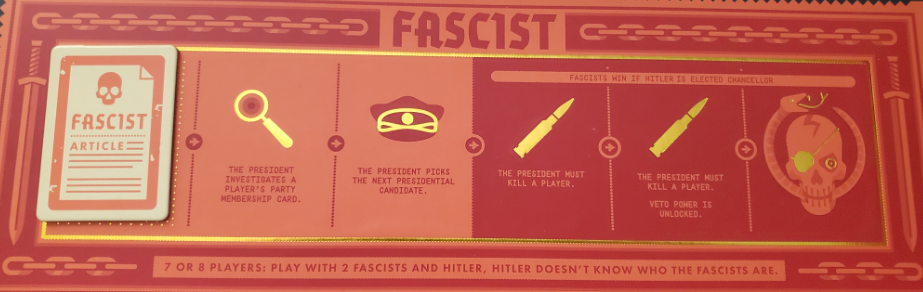 FASCIST
FASCISTS WIN IF HITLER IS ELECTED CHANCELLOR
FASCIST
ARTICLE
THE PRESIDENT
INVESTIGATES A
PLAYER'S PARTY
MEMBERSHIP CARD.
THE PRESIDENT PICKS
THE NEXT PRESIDENTIAL
CANDIDATE.
THE PRESIDENT MUST
KILL A PLAYER.
THE PRESIDENT MUST
KILL A PLAYER.
VETO POWER IS
UNLOCKED.
7 OR 8 PLAYERS: PLAY WITH 2 FASCISTS AND HITLER, HITLER DOESN'T KNOW WHO THE FASCISTS ARE.